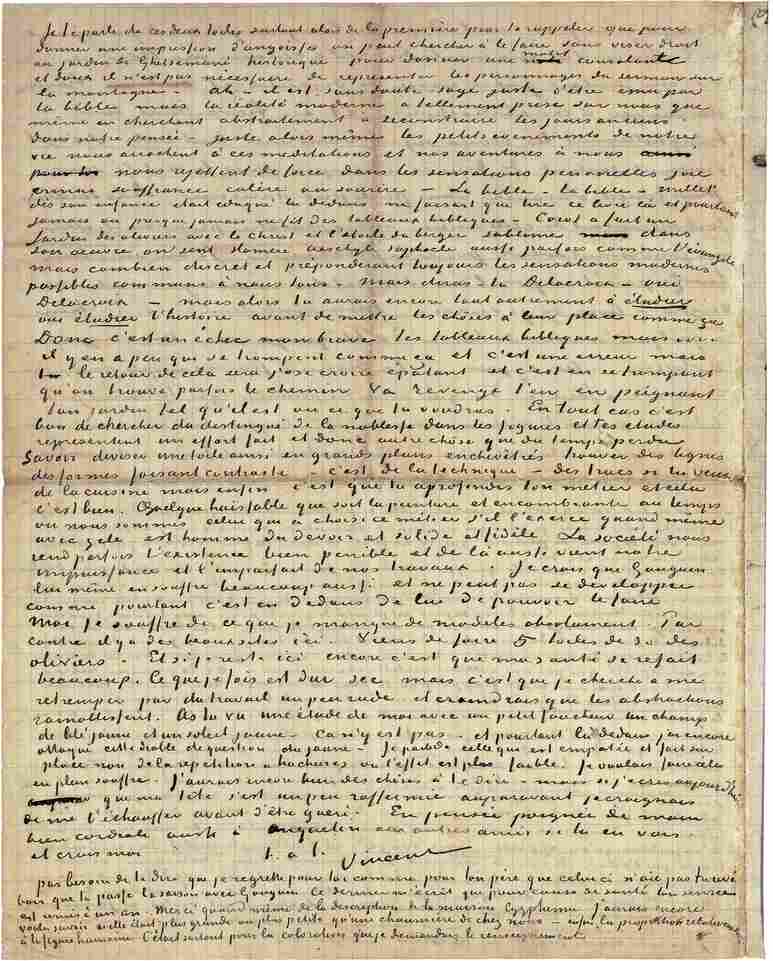 Je te parle de ces deux toiles surtout alors de la première pour te rappeler que pour
donner une impression d'angoisse on peut chercher à le faire sans viser droit
au jardin de Ghetsemané historique que pour donner une motif consolant
et doux il n'est pas nécessaire de representer les personnages du sermon sur
la montagne – Ah – il est sans doute sage juste d'être emu par
la bible mais la réalité moderne a tellement prise sur nous que
même en cherchant abstraitement à reconstruire les jours anciens
dans notre pensée – juste alors mêmes les petits evenements de notre
vie nous arrachent à ces meditations et nos aventures à nous
nous rejettent de force dans les sensations personelles joie
ennui souffrance colère ou sourire – La bible – la bible – Millet
dès son enfance était eduqué là dedans ne faisant que lire ce livre là et pourtant
jamais ou presque jamais ne fit des tableaux bibliques – Corot a fait un
Jardin des oliviers avec le Christ et l'étoile du berger sublime dans
son œuvre on sent Homère Aeschyle Sophocle aussi parfois comme l'évangile
mais combien discret et prépondérant toujours les sensations modernes
possibles communes à nous tous – Mais diras-tu Delacroix – oui
Delacroix – mais alors tu aurais encore tout autrement à étudier
oui étudier l'histoire avant de mettre les choses à leur place comme ça
Donc c'est un échec mon brave les tableaux bibliques mais –
il y en a peu qui se trompent comme ça et c'est une erreur mais
le retour de cela sera j'ose croire épatant et c'est en se trompant
qu'on trouve parfois le chemin Va revenge t'en en peignant
ton jardin tel qu'il est ou ce que tu voudras. En tout cas c'est
bon de chercher du distingué de la noblesse dans les figures et tes etudes
representent un effort fait et donc autre chose que du temps perdu
Savoir diviser une toile ainsi en grands plans enchevêtrés trouver des lignes
des formes faisant contraste – c'est de la technique – des trucs si tu veux
de la cuisine mais enfin c'est que tu aprofondis ton metier et cela
c'est bien. Quelque haissable que soit la peinture et encombrante au temps
où nous sommes celui qui a choisi ce métier s'il l'exerce quand meme
avec zele est homme du devoir et solide et fidèle La société nous
rend parfois l'existence bien penible et de là aussi vient notre
impuissance et l'imparfait de nos travaux. Je crois que Gauguin
lui même en souffre beaucoup aussi et ne peut pas se developper
comme pourtant c'est en dedans de lui de pouvoir le faire
Moi je souffre de ce que je manque de modèles absolument. Par
contre il y a des beaux sites ici. Viens de faire 5 toiles de 30 des
oliviers. Et si je reste ici encore c'est que ma santé se refait
beaucoup. Ce que je fais est dur sec mais c'est que je cherche à me
retremper par du travail un peu rude et craindrais que les abstractions
ramollissent. As tu vu une étude de moi avec un petit faucheur un champs
de blé jaune et un soleil jaune – Ca n'y est pas – et pourtant là dedans j'ai encore
attaqué cette diable de question du jaune – Je parle de celle qui est empatée et fait sur
place non de la repetition à hachures où l'effet est plus faible. Je voulais faire cela
en plein souffre. J'aurais encore bien des choses à te dire – mais si j'ecris aujourd'hui
que ma tête s'est un peu raffermie auparavant je craignais
de me l'échauffer avant d'être gueri. En pensée poignée de main
bien cordiale aussi à Anquetin aux autres amis si tu en vois.
et crois moi t. à t. Vincent
pas besoin de te dire que je regrette pour toi comme pour ton père que celui ci n'ait pas trouvé
bon que tu passe la saison avec Gauguin. Ce dernier m'écrit que pour cause de santé ton service
est remis à un an. Merci quand même de la description de la maison Egyptienne J'aurais encore
voulu savoir si elle était plus grande ou plus petite qu'une chaumière de chez nous – enfin la proportion relativement
à la figure humaine C'était surtout pour la coloration que je demandais le renseignement